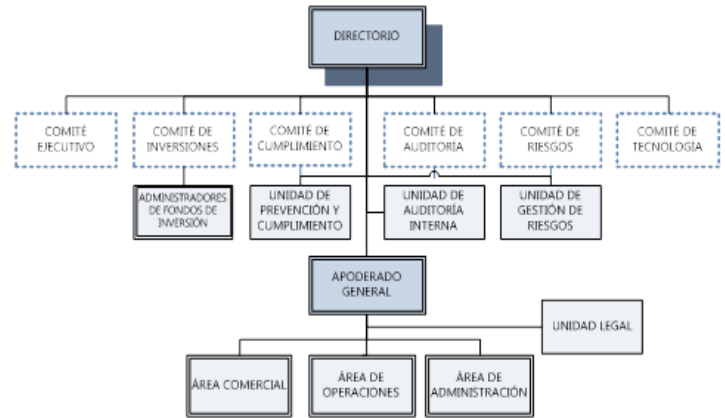 DIRECTORIO
COMITÉ
EJECUTIVO
COMITÉ DE
INVERSIONES
COMITÉ DE
CUMPLIMIENTO
COMITÉ DE
AUDITORIA
COMITÉ DE
RIESGOS
COMITÉ DE
TECNOLOGÍA
ADMINISTRADORES
DE FONDOS DE
INVERSIÓN
UNIDAD DE
PREVENCIÓN Y
CUMPLIMIENTO
UNIDAD DE
AUDITORÍA
INTERNA
UNIDAD DE
GESTIÓN DE
RIESGOS
APODERADO
GENERAL
UNIDAD LEGAL
ÁREA COMERCIAL
ÁREA DE
OPERACIONES
ÁREA DE
ADMINISTRACIÓN